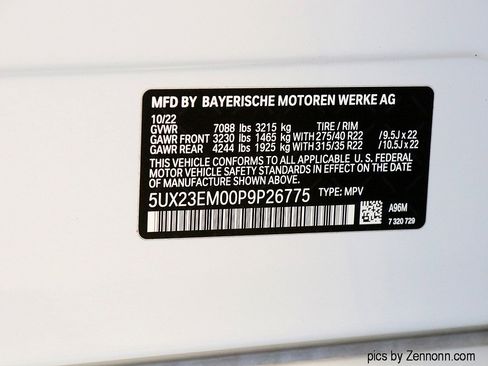 MFD BY BAYERISCHE MOTOREN WERKE AG
10/22
GVWR 7088 lbs 3215 kg TIRE / RIM
GAWR FRONT 3230 lbs 1465 kg WITH 275/40 R22 / 9.5J x 22
GAWR REAR 4244 lbs 1925 kg WITH 315/35 R22 / 10.5J x 22
THIS VEHICLE CONFORMS TO ALL APPLICABLE U. S. FEDERAL
MOTOR VEHICLE SAFETY STANDARDS IN EFFECT ON THE
DATE OF MANUFACTURE SHOWN ABOVE.
5UX23EM00P9P26775 TYPE: MPV
A96M
7 320 729
pics by Zennonn.com